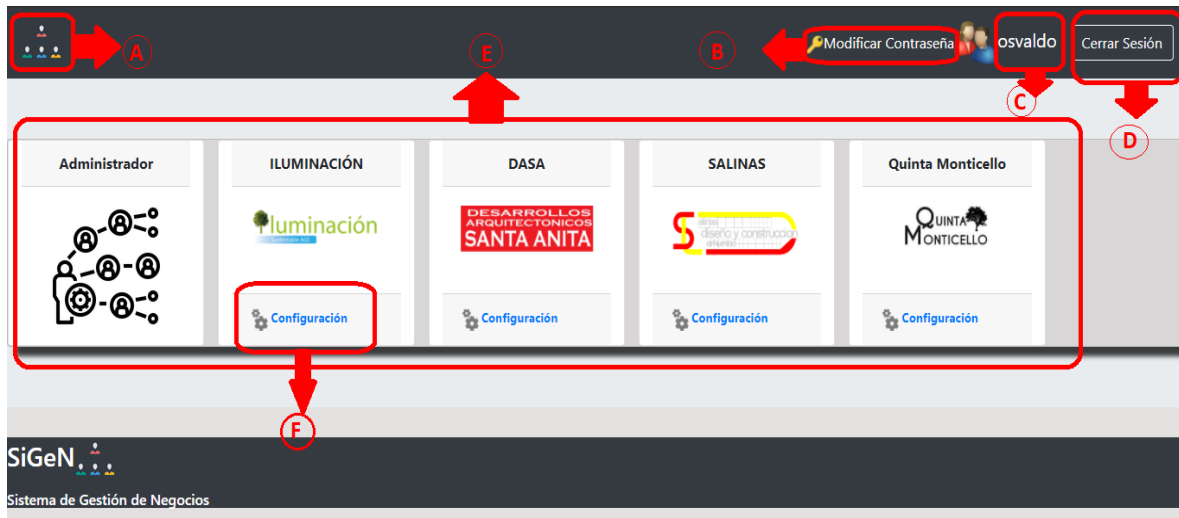 A
E
B
Modificar Contraseña
osvaldo
Cerrar Sesión
C
D
Administrador
ILUMINACIÓN
DASA
SALINAS
Quinta Monticello
iluminación
DESARROLLOS
ARQUITECTONICOS
SANTA ANITA
diseño y construcción
QUINTA
MONTICELLO
Configuración
Configuración
Configuración
Configuración
F
SiGeN
Sistema de Gestión de Negocios